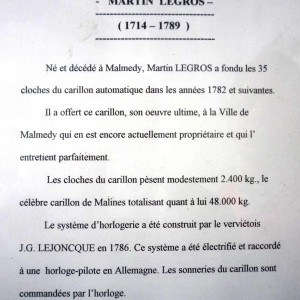 - MARTIN LEGROS –
--------------------------
( 1714 – 1789 )
--------------------------
Né et décédé à Malmedy, Martin LEGROS a fondu les 35
cloches du carillon automatique dans les années 1782 et suivantes.
Il a offert ce carillon, son oeuvre ultime, à la Ville de
Malmedy qui en est encore actuellement propriétaire et qui l'
entretient parfaitement.
Les cloches du carillon pèsent modestement 2.400 kg., le
célèbre carillon de Malines totalisant quant à lui 48.000 kg.
Le système d'horlogerie a été construit par le verviétois
J.G. LEJONCQUE en 1786. Ce système a été électrifié et raccordé
à une horloge-pilote en Allemagne. Les sonneries du carillon sont
commandées par l'horloge.